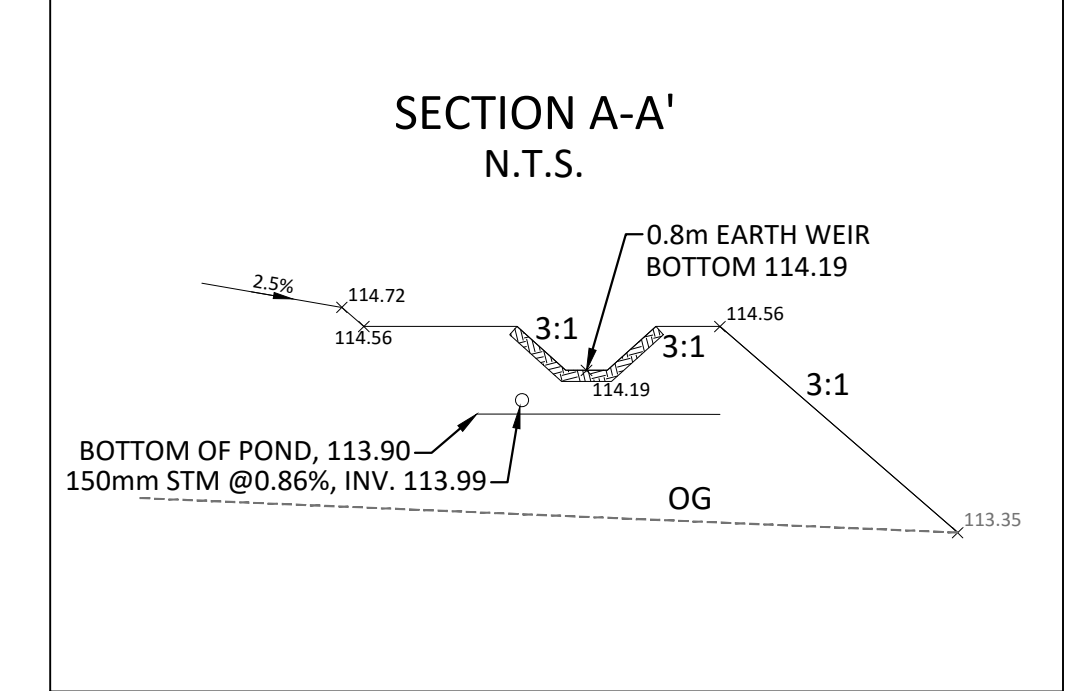 SECTION A-A'
N.T.S.
0.8m EARTH WEIR
BOTTOM 114.19
2.5%
114.72
114.56
3:1
3:1
114.56
114.19
3:1
BOTTOM OF POND, 113.90
150mm STM @0.86%, INV. 113.99
OG
113.35